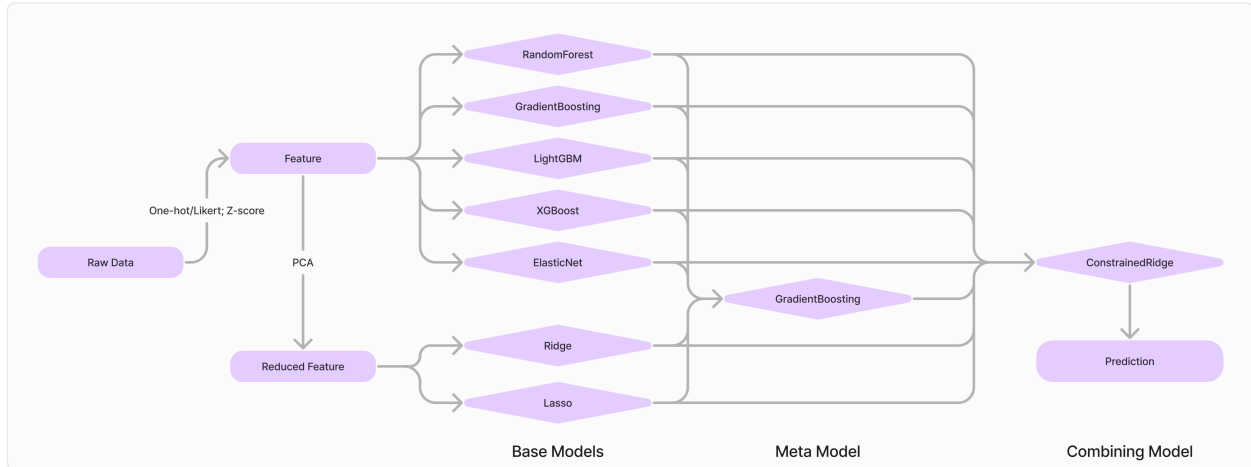 RandomForest
GradientBoosting
LightGBM
XGBoost
ElasticNet
Ridge
Lasso
Feature
One-hot/Likert; Z-score
Raw Data
PCA
Reduced Feature
GradientBoosting
ConstrainedRidge
Prediction
Base Models
Meta Model
Combining Model